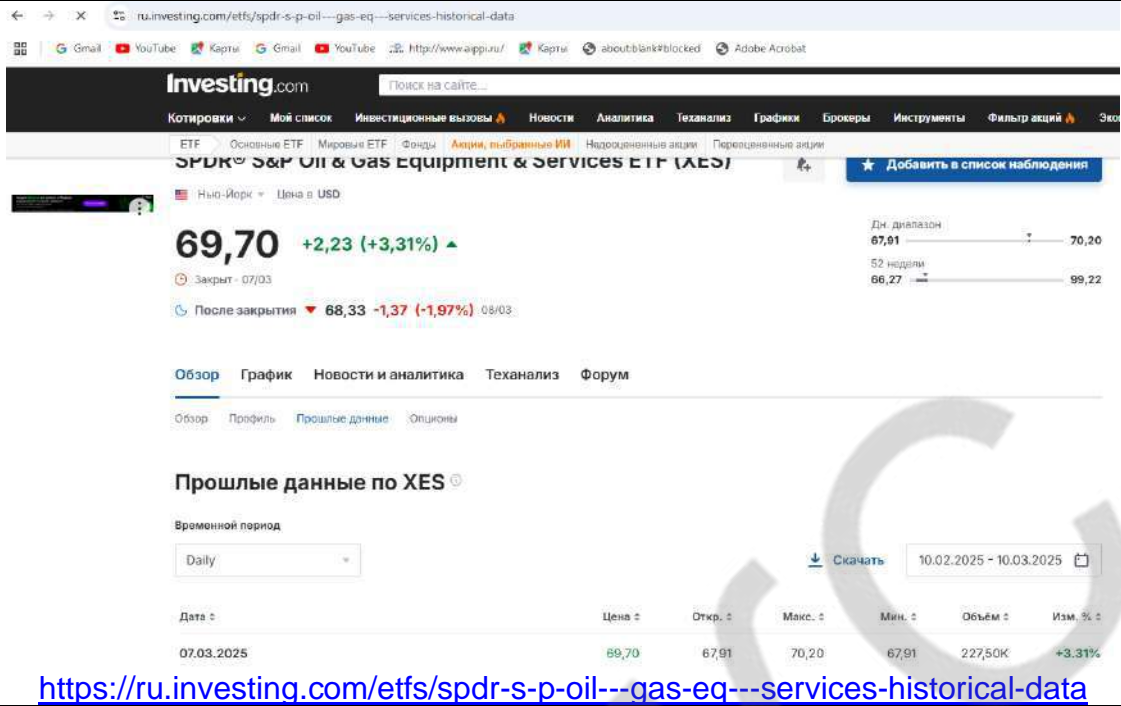 ru.investing.com/etfs/spdr-s-p-oil---gas-eq---services-historical-data
Gmail YouTube Карты Gmail YouTube http://www.aippi.ru/ Карты about:blank#blocked Adobe Acrobat
Investing.com Поиск на сайте...
Котировки Мой список Инвестиционные вызовы Новости Аналитика Теханализ Графики Брокеры Инструменты Фильтр акций Экон
ETF Основные ETF Мировые ETF Фонды Акции, выбранные ИИ Недооцененные акции Переоцененные акции
SPDR® S&P Oil & Gas Equipment & Services ETF (XES) Добавить в список наблюдения
Нью-Йорк Цена в USD
69,70 +2,23 (+3,31%)
Закрыт · 07/03
После закрытия 68,33 -1,37 (-1,97%) 08/03
Дн. диапазон
67,91 70,20
52 недели
66,27 99,22
Обзор График Новости и аналитика Теханализ Форум
Обзор Профиль Прошлые данные Опционы
Прошлые данные по XES
Временной период
Daily Скачать 10.02.2025 - 10.03.2025
Дата Цена Откр. Макс. Мин. Объём Изм. %
07.03.2025 69,70 67,91 70,20 67,91 227,50K +3.31%
https://ru.investing.com/etfs/spdr-s-p-oil---gas-eq---services-historical-data